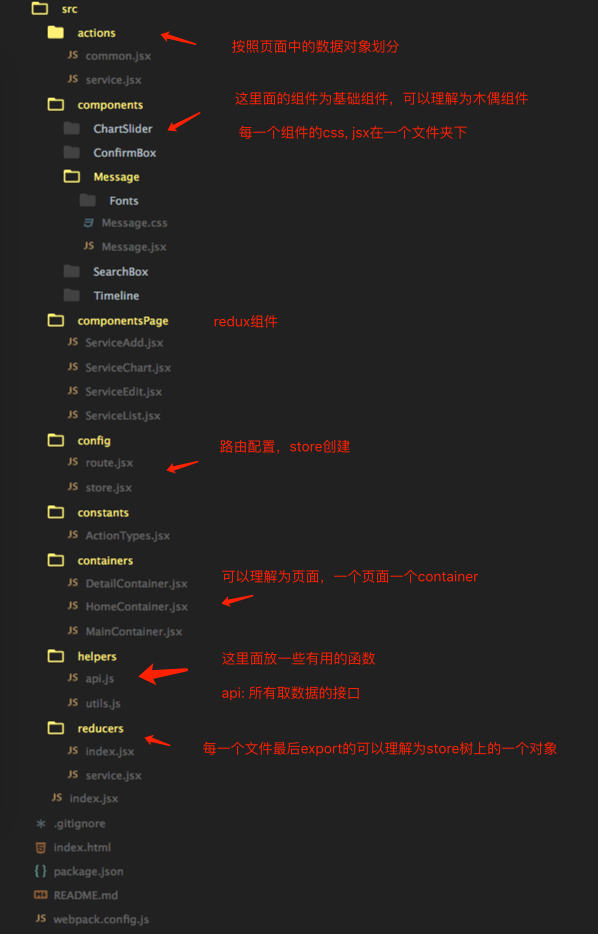 src
actions
按照页面中的数据对象划分
JS common.jsx
JS service.jsx
这里面的组件为基础组件，可以理解为木偶组件
components
ChartSlider
每一个组件的css, jsx在一个文件夹下
ConfirmBox
Message
Fonts
Message.css
JS Message.jsx
SearchBox
Timeline
componentsPage
redux组件
JS ServiceAdd.jsx
JS ServiceChart.jsx
JS ServiceEdit.jsx
JS ServiceList.jsx
config
路由配置，store创建
JS route.jsx
JS store.jsx
constants
JS ActionTypes.jsx
containers
可以理解为页面，一个页面一个container
JS DetailContainer.jsx
JS HomeContainer.jsx
JS MainContainer.jsx
helpers
这里面放一些有用的函数
JS api.js
api: 所有取数据的接口
JS utils.js
reducers
每一个文件最后export的可以理解为store树上的一个对象
JS index.jsx
JS service.jsx
JS index.jsx
.gitignore
index.html
{} package.json
README.md
JS webpack.config.js